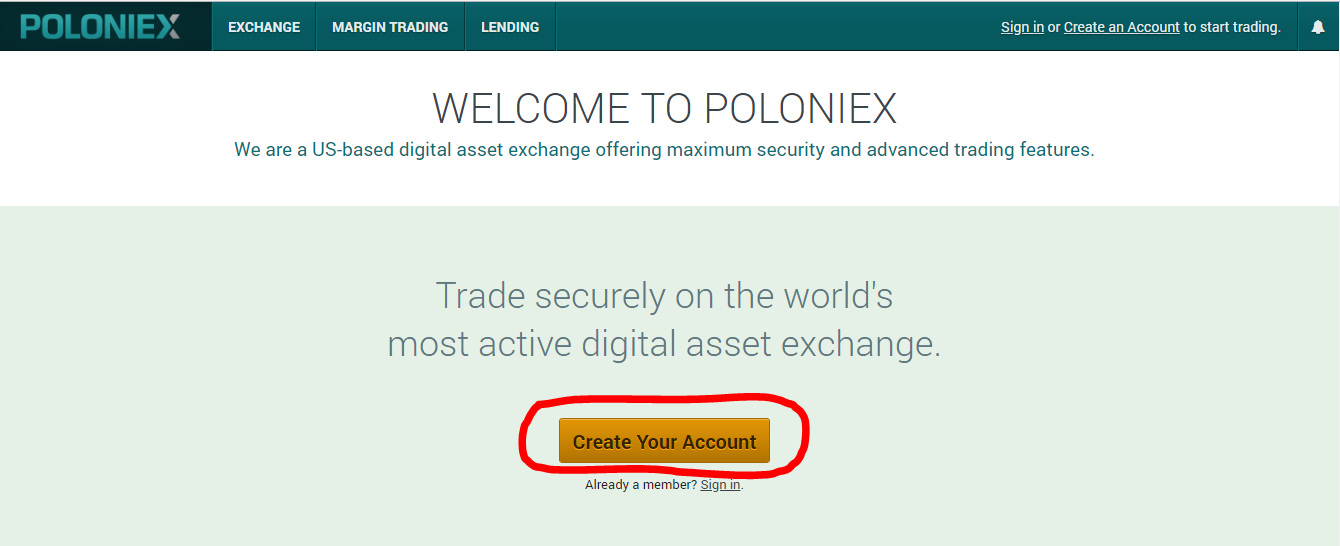 POLONIEX EXCHANGE MARGIN TRADING LENDING Sign in or Create an Account to start trading.
WELCOME TO POLONIEX
We are a US-based digital asset exchange offering maximum security and advanced trading features.
Trade securely on the world's
most active digital asset exchange.
Create Your Account
Already a member? Sign in.